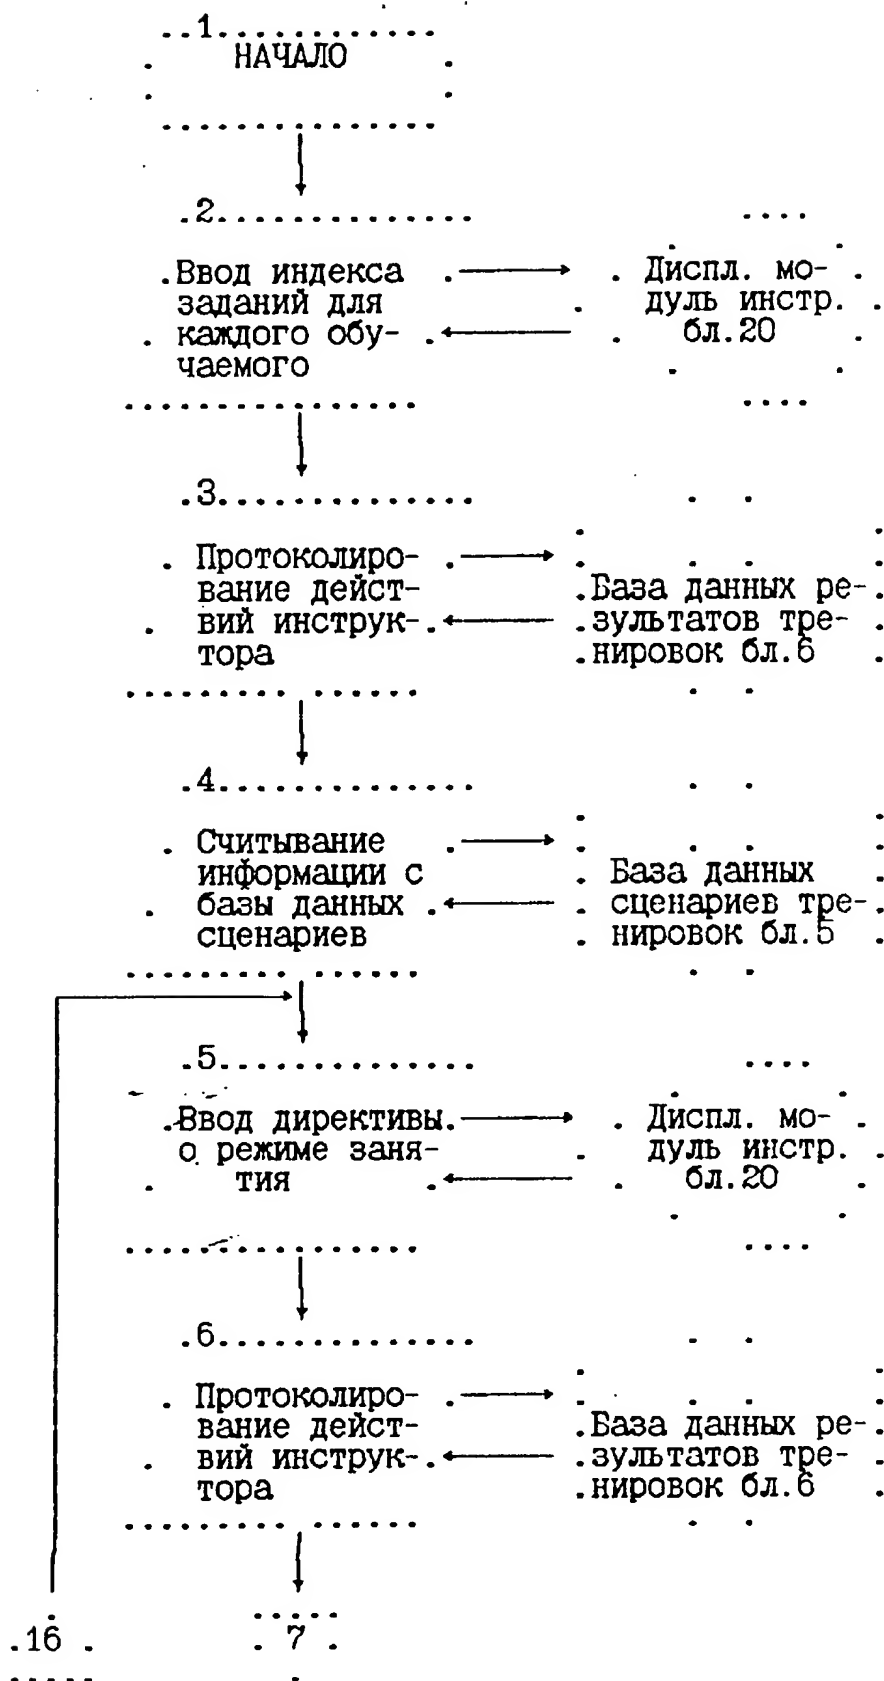 1
НАЧАЛО
2
Ввод индекса
заданий для
каждого обу-
чаемого
Диспл. мо-
дуль инстр.
бл.20
3
Протоколиро-
вание дейст-
вий инструк-
тора
База данных ре-
зультатов тре-
нировок бл.6
4
Считывание
информации с
базы данных
сценариев
База данных
сценариев тре-
нировок бл.5
5
Ввод директивы
о режиме заня-
тия
Диспл. мо-
дуль инстр.
бл.20
6
Протоколиро-
вание дейст-
вий инструк-
тора
База данных ре-
зультатов тре-
нировок бл.6
16
7